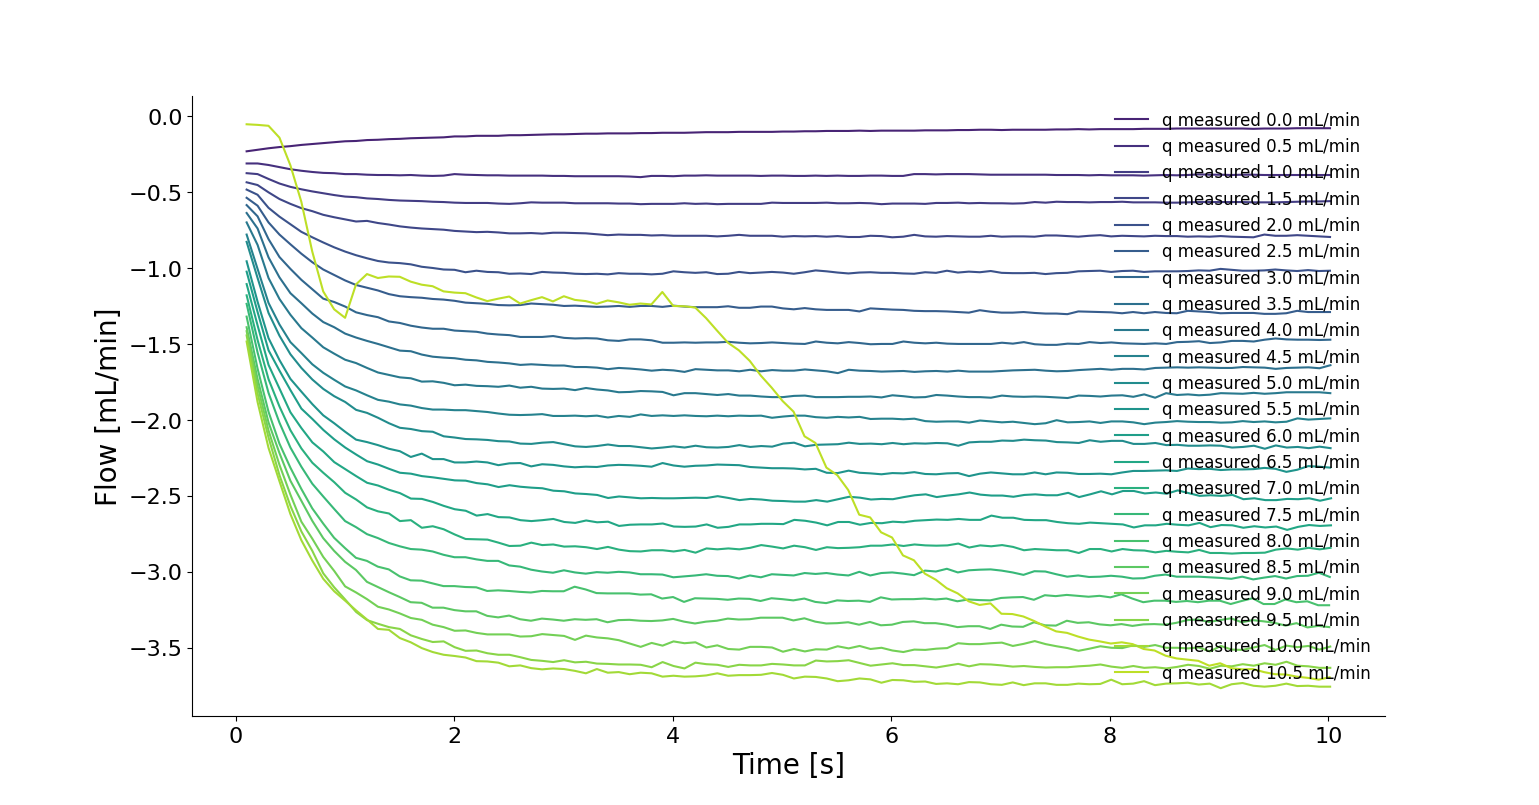 0.0
−0.5
−1.0
−1.5
−2.0
−2.5
−3.0
−3.5
Flow [mL/min]
0
2
4
6
8
10
Time [s]
q measured 0.0 mL/min
q measured 0.5 mL/min
q measured 1.0 mL/min
q measured 1.5 mL/min
q measured 2.0 mL/min
q measured 2.5 mL/min
q measured 3.0 mL/min
q measured 3.5 mL/min
q measured 4.0 mL/min
q measured 4.5 mL/min
q measured 5.0 mL/min
q measured 5.5 mL/min
q measured 6.0 mL/min
q measured 6.5 mL/min
q measured 7.0 mL/min
q measured 7.5 mL/min
q measured 8.0 mL/min
q measured 8.5 mL/min
q measured 9.0 mL/min
q measured 9.5 mL/min
q measured 10.0 mL/min
q measured 10.5 mL/min